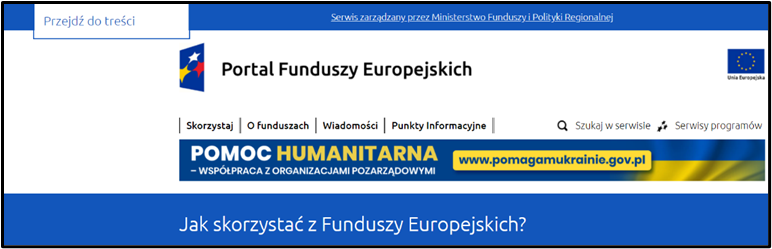 Przejdź do treści
Serwis zarządzany przez Ministerstwo Funduszy i Polityki Regionalnej
Portal Funduszy Europejskich
Unia Europejska
Skorzystaj | O funduszach | Wiadomości | Punkty Informacyjne
Szukaj w serwisie Serwisy programów
POMOC HUMANITARNA
– WSPÓŁPRACA Z ORGANIZACJAMI POZARZĄDOWYMI
www.pomagamukrainie.gov.pl
Jak skorzystać z Funduszy Europejskich?